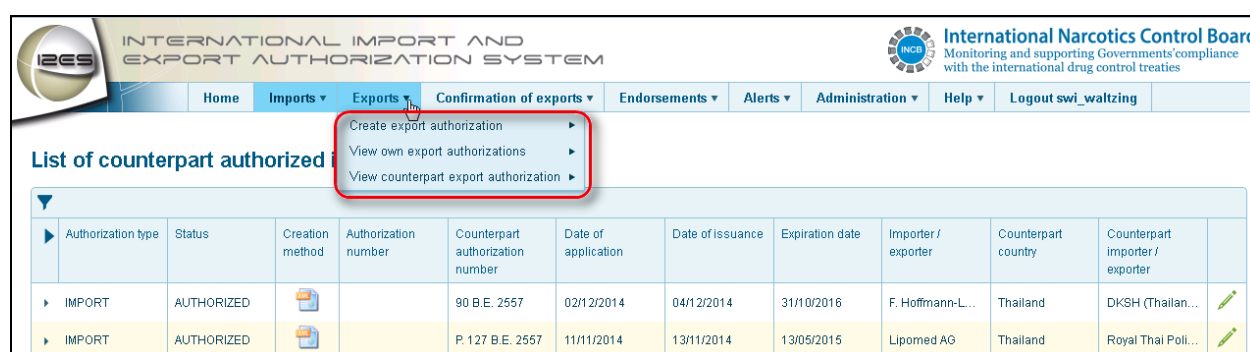 I2ES
INTERNATIONAL IMPORT AND
EXPORT AUTHORIZATION SYSTEM
INCB
International Narcotics Control Board
Monitoring and supporting Governments'compliance
with the international drug control treaties
Home Imports Exports Confirmation of exports Endorsements Alerts Administration Help Logout swi_waltzing
Create export authorization
View own export authorizations
View counterpart export authorization
List of counterpart authorized
Authorization type Status Creation method Authorization number Counterpart authorization number Date of application Date of issuance Expiration date Importer / exporter Counterpart country Counterpart importer / exporter
IMPORT AUTHORIZED 90 B.E. 2557 02/12/2014 04/12/2014 31/10/2016 F. Hoffmann-L... Thailand DKSH (Thailan...
IMPORT AUTHORIZED P. 127 B.E. 2557 11/11/2014 13/11/2014 13/05/2015 Lipomed AG Thailand Royal Thai Poli...